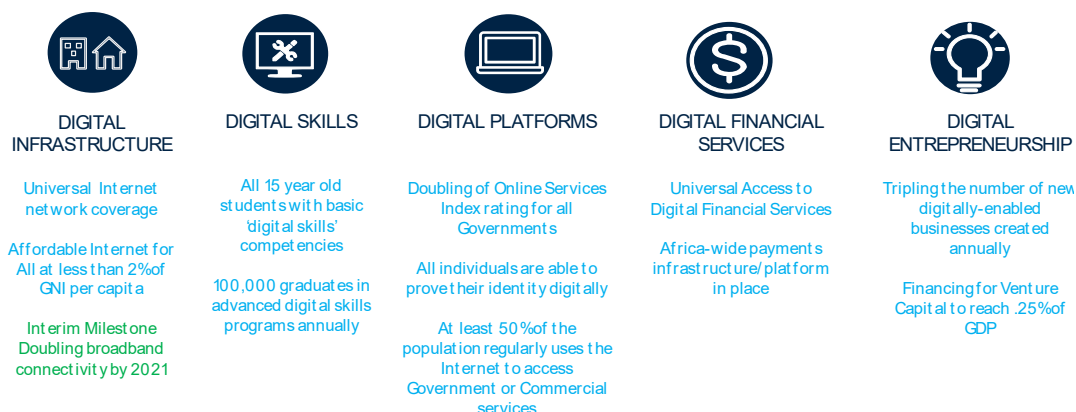 DIGITAL
INFRASTRUCTURE
Universal Internet
network coverage
Affordable Internet for
All at less than 2%of
GNI per capita
Interim Milestone
Doubling broadband
connectivity by 2021
DIGITAL SKILLS
All 15 year old
students with basic
‘digital skills’
competencies
100,000 graduates in
advanced digital skills
programs annually
DIGITAL PLATFORMS
Doubling of Online Services
Index rating for all
Governments
All individuals are able to
prove their identity digitally
At least 50%of the
population regularly uses the
Internet to access
Government or Commercial
services
DIGITAL FINANCIAL
SERVICES
Universal Access to
Digital Financial Services
Africa-wide payments
infrastructure/platform
in place
DIGITAL
ENTREPRENEURSHIP
Tripling the number of new
digitally-enabled
businesses created
annually
Financing for Venture
Capital to reach .25%of
GDP